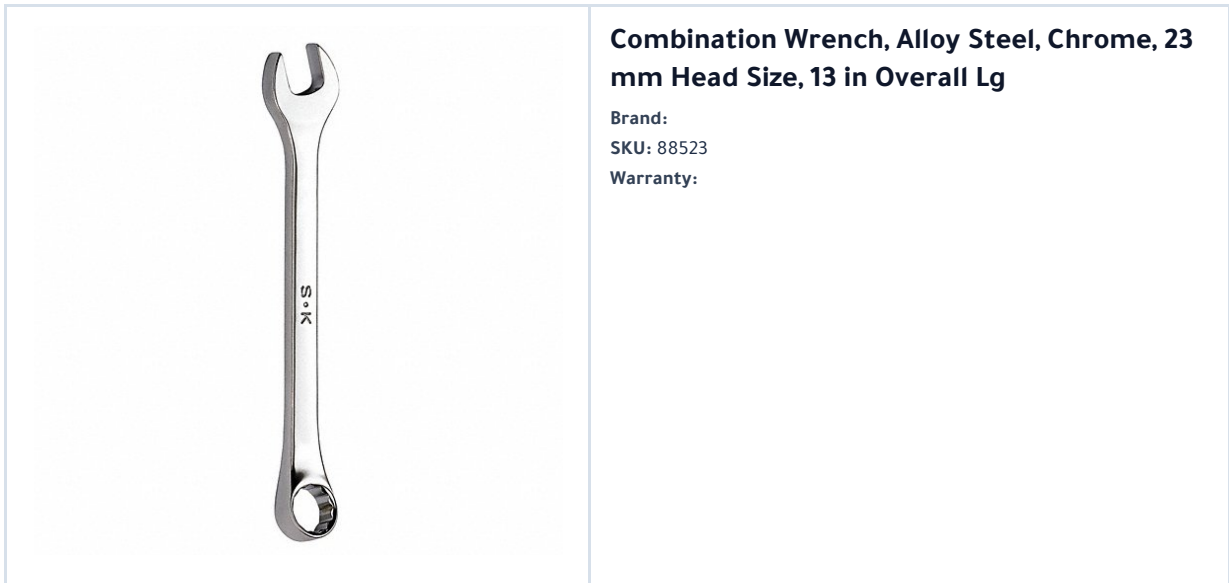 Combination Wrench, Alloy Steel, Chrome, 23
mm Head Size, 13 in Overall Lg
Brand:
SKU: 88523
Warranty:
S•K